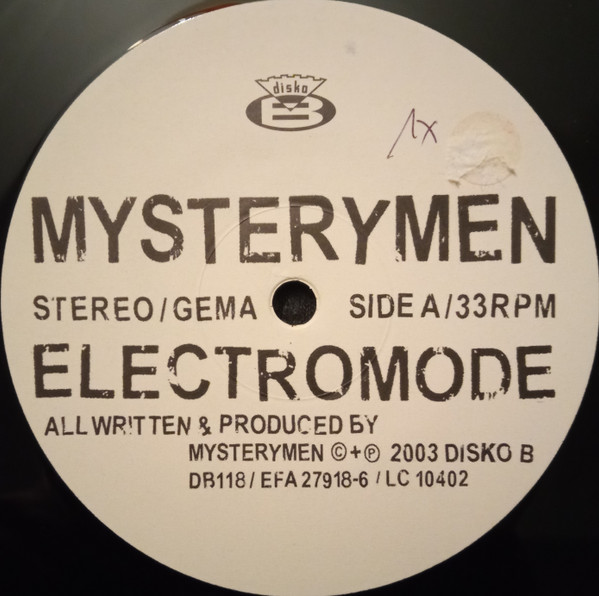 disko
B
1x
MYSTERYMEN
STEREO/GEMA SIDE A/33RPM
ELECTROMODE
ALL WRITTEN & PRODUCED BY
MYSTERYMEN ©+℗ 2003 DISKO B
DB118/ EFA 27918-6 / LC 10402